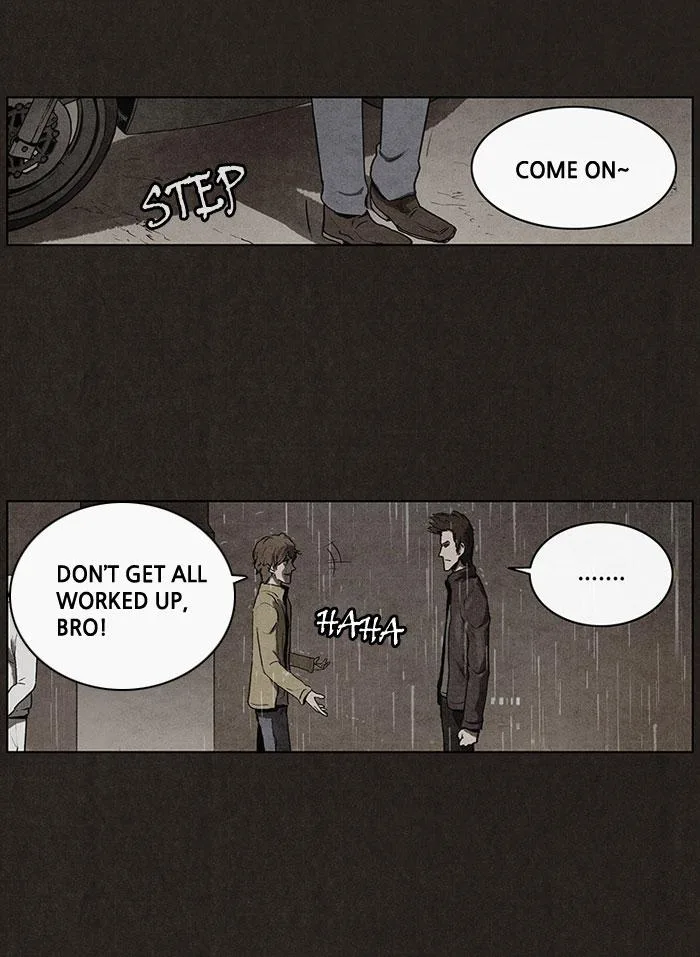 STEP
COME ON~
DON'T GET ALL
WORKED UP,
BRO!
HAHA
.......